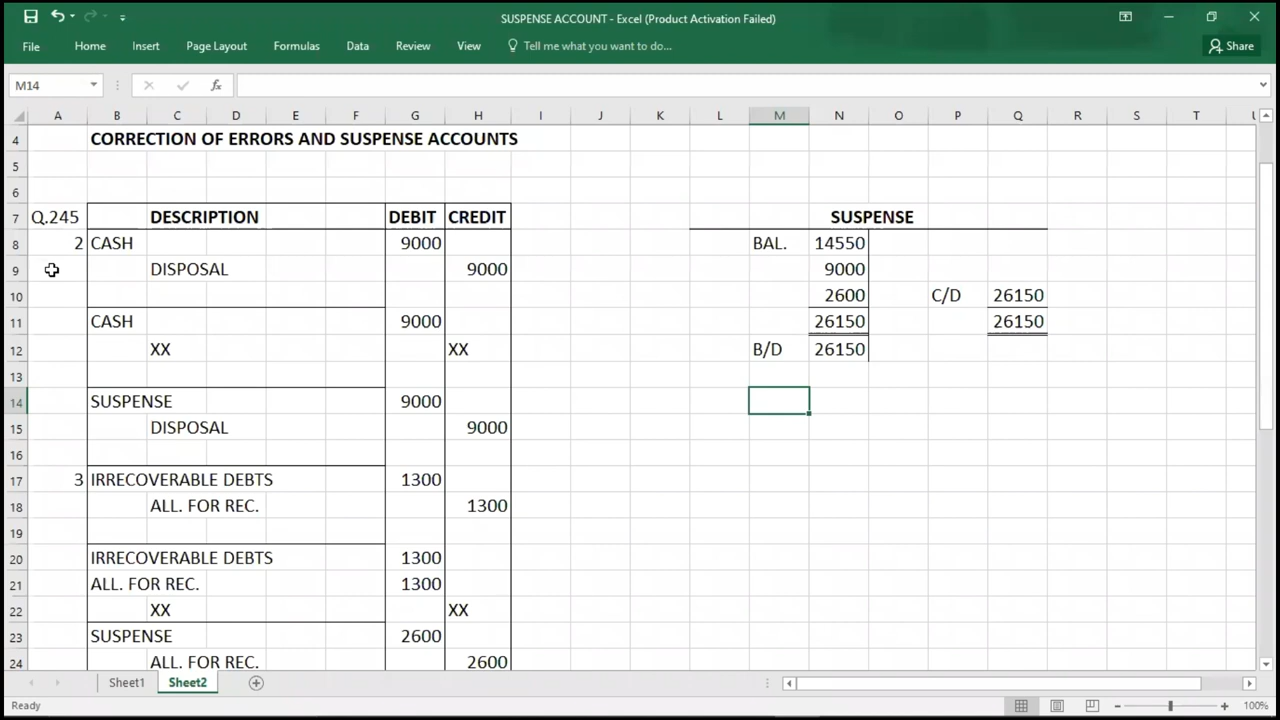 SUSPENSE ACCOUNT - Excel (Product Activation Failed)
File Home Insert Page Layout Formulas Data Review View Tell me what you want to do... Share
M14 fx
A B C D E F G H I J K L M N O P Q R S T U
4 CORRECTION OF ERRORS AND SUSPENSE ACCOUNTS
5
6
7 Q.245 DESCRIPTION DEBIT CREDIT SUSPENSE
8 2 CASH 9000 BAL. 14550
9 DISPOSAL 9000 9000
10 2600 C/D 26150
11 CASH 9000 26150 26150
12 XX XX B/D 26150
13
14 SUSPENSE 9000
15 DISPOSAL 9000
16
17 3 IRRECOVERABLE DEBTS 1300
18 ALL. FOR REC. 1300
19
20 IRRECOVERABLE DEBTS 1300
21 ALL. FOR REC. 1300
22 XX XX
23 SUSPENSE 2600
24 ALL. FOR REC. 2600
Sheet1 Sheet2
Ready 100%